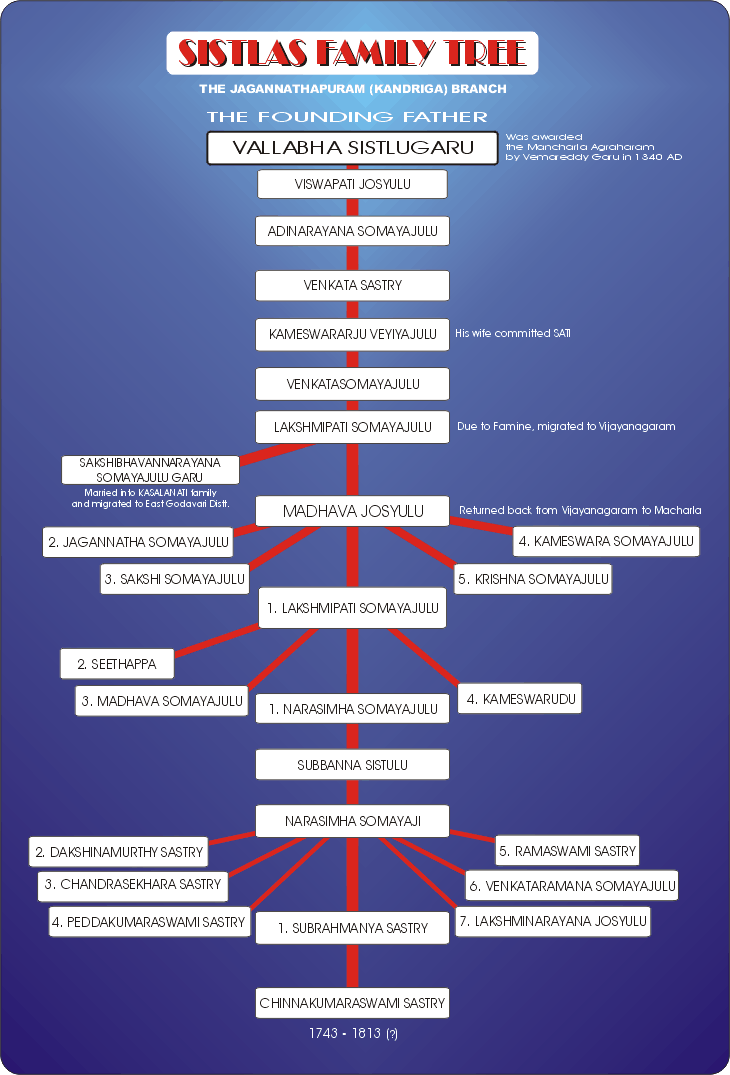 SISTLAS FAMILY TREE
THE JAGANNATHAPURAM (KANDRIGA) BRANCH
THE FOUNDING FATHER
VALLABHA SISTLUGARU
Was awarded
the Mancharla Agraharam
by Vemareddy Garu in 1340 AD
VISWAPATI JOSYULU
ADINARAYANA SOMAYAJULU
VENKATA SASTRY
KAMESWARARJU VEYIYAJULU
His wife committed SATI
VENKATASOMAYAJULU
LAKSHMIPATI SOMAYAJULU
Due to Famine, migrated to Vijayanagaram
SAKSHIBHAVANNARAYANA
SOMAYAJULU GARU
Married into KASALANATI family
and migrated to East Godavari Distt.
MADHAVA JOSYULU
Returned back from Vijayanagaram to Macharla
2. JAGANNATHA SOMAYAJULU
4. KAMESWARA SOMAYAJULU
3. SAKSHI SOMAYAJULU
5. KRISHNA SOMAYAJULU
1. LAKSHMIPATI SOMAYAJULU
2. SEETHAPPA
3. MADHAVA SOMAYAJULU
4. KAMESWARUDU
1. NARASIMHA SOMAYAJULU
SUBBANNA SISTULU
NARASIMHA SOMAYAJI
2. DAKSHINAMURTHY SASTRY
5. RAMASWAMI SASTRY
3. CHANDRASEKHARA SASTRY
6. VENKATARAMANA SOMAYAJULU
4. PEDDAKUMARASWAMI SASTRY
7. LAKSHMINARAYANA JOSYULU
1. SUBRAHMANYA SASTRY
CHINNAKUMARASWAMI SASTRY
1743 - 1813 (?)